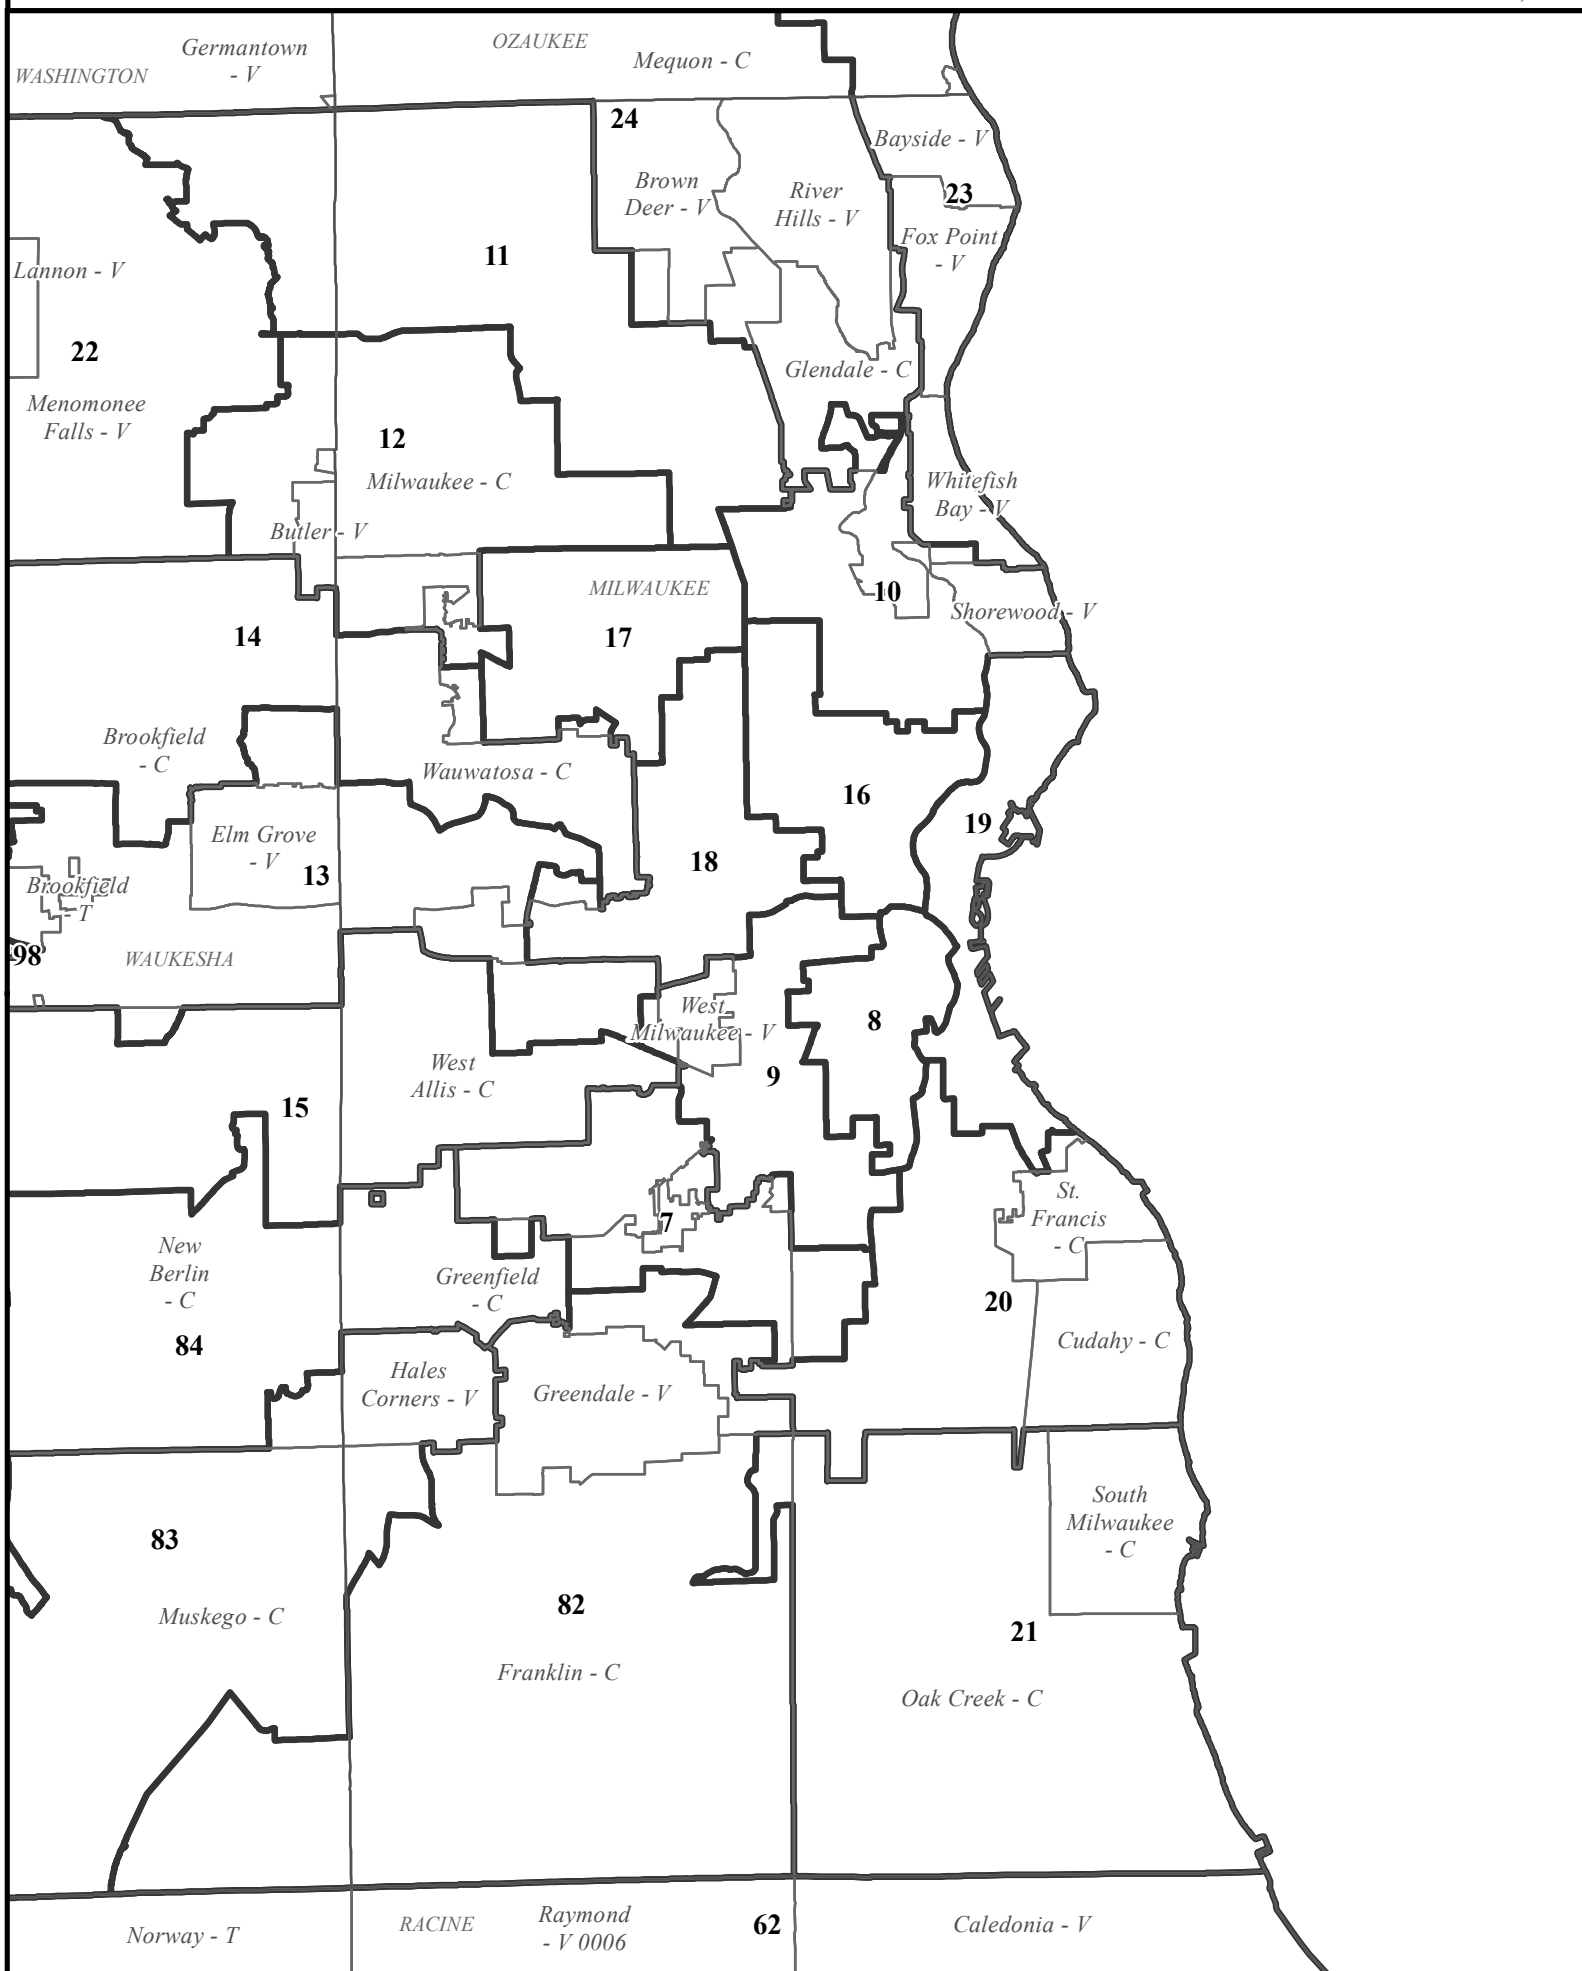 OZAUKEE
Germantown
- V
Mequon - C
WASHINGTON
24
Bayside - V
Brown
Deer - V
River
Hills - V
23
Fox Point
- V
11
Lannon - V
22
Glendale - C
Menomonee
Falls - V
12
Milwaukee - C
Whitefish
Bay - V
Butler - V
MILWAUKEE
10
Shorewood - V
14
17
Brookfield
- C
Wauwatosa - C
16
19
Elm Grove
- V
13
18
Brookfield
- T
98
WAUKESHA
West
Milwaukee - V
8
West
Allis - C
9
15
St.
Francis
- C
7
New
Berlin
- C
Greenfield
- C
20
84
Cudahy - C
Hales
Corners - V
Greendale - V
South
Milwaukee
- C
83
82
Muskego - C
21
Franklin - C
Oak Creek - C
Norway - T
RACINE
Raymond
- V 0006
62
Caledonia - V